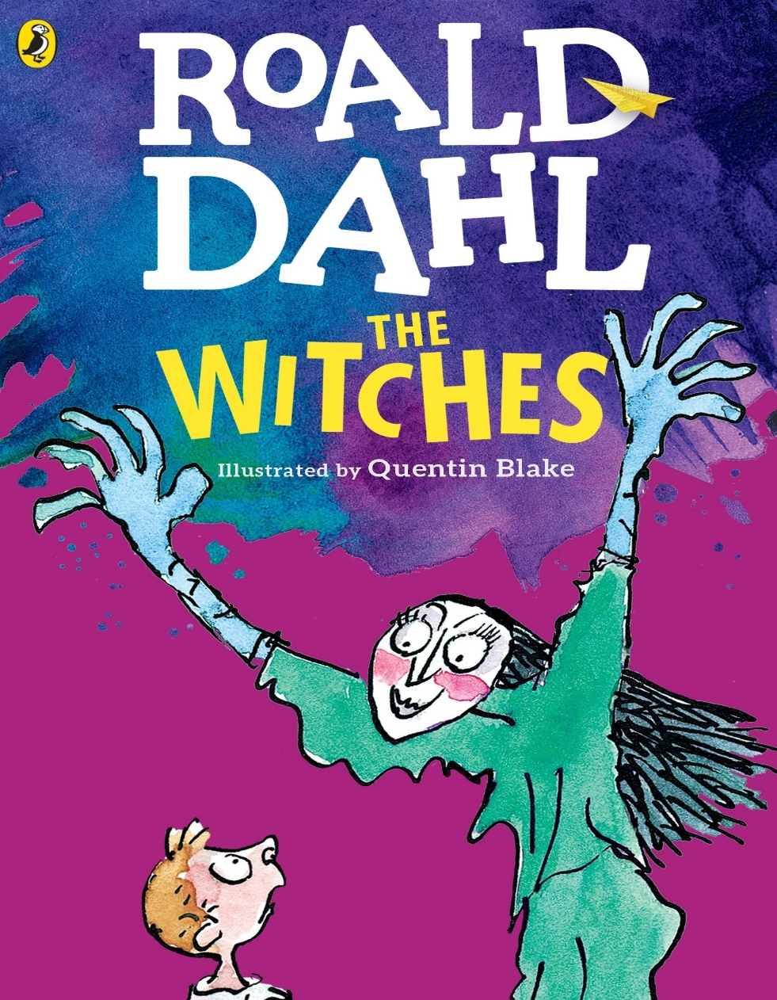 ROALD
DAHL
THE
WITCHES
Illustrated by Quentin Blake